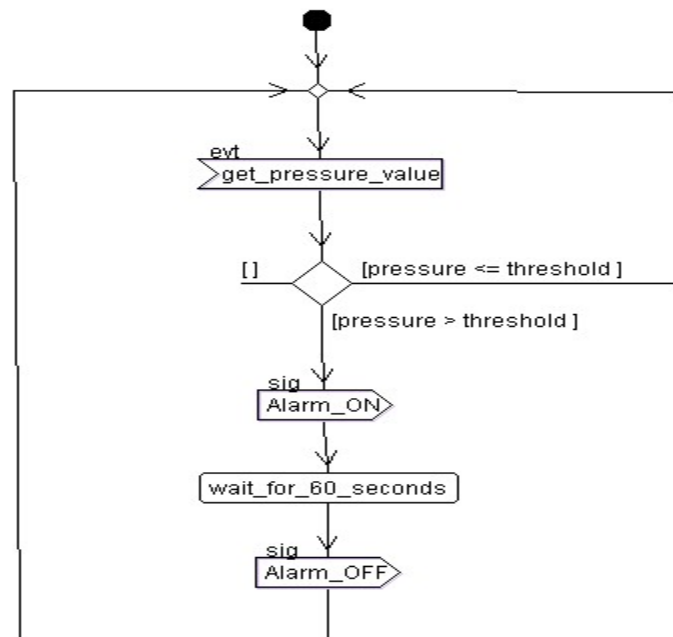 evt
get_pressure_value
[ ]
[pressure <= threshold ]
[pressure > threshold ]
sig
Alarm_ON
wait_for_60_seconds
sig
Alarm_OFF